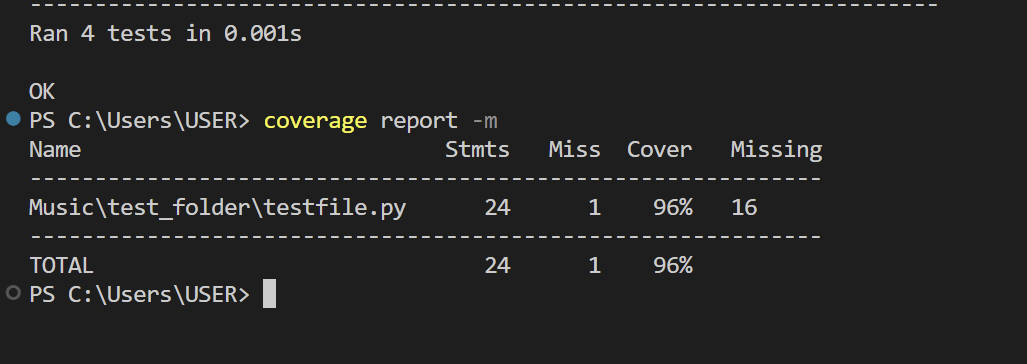 ----------------------------------------------------------------------
Ran 4 tests in 0.001s
OK
PS C:\Users\USER> coverage report -m
Name                            Stmts   Miss  Cover   Missing
-------------------------------------------------------------
Music\test_folder\testfile.py      24      1    96%   16
-------------------------------------------------------------
TOTAL                              24      1    96%
PS C:\Users\USER>